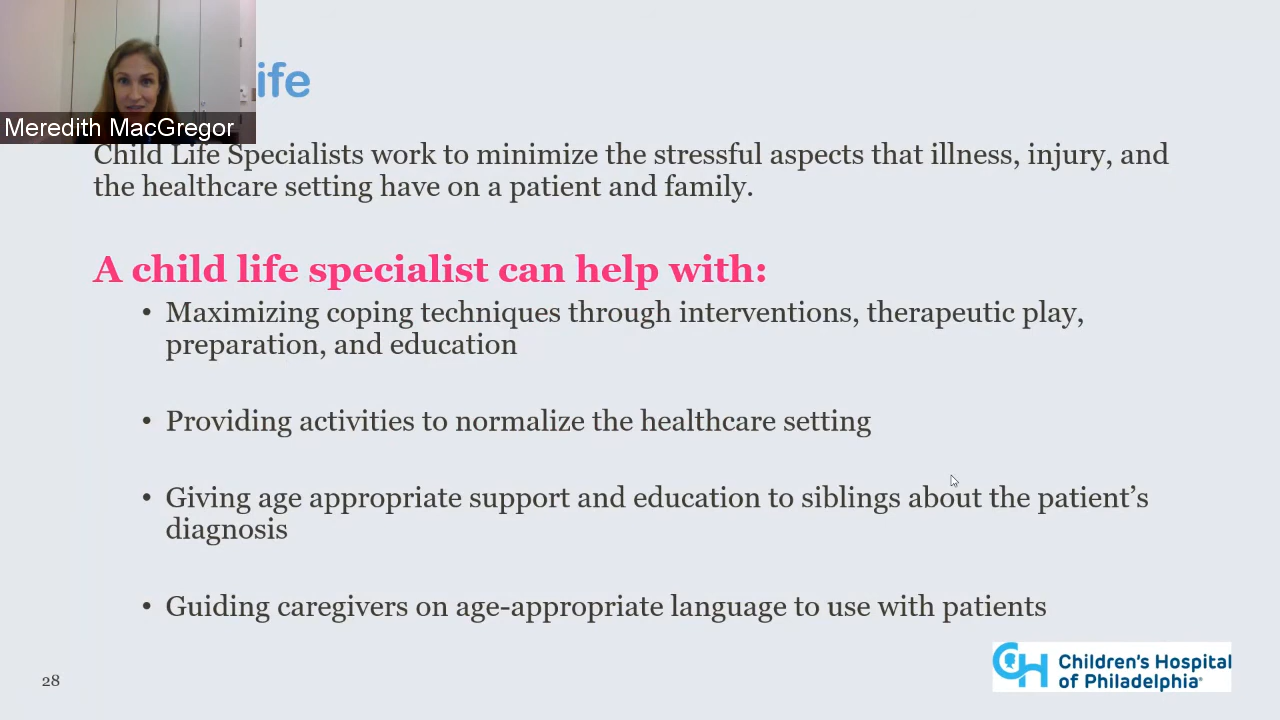 ife
Meredith MacGregor
Child Life Specialists work to minimize the stressful aspects that illness, injury, and
the healthcare setting have on a patient and family.
A child life specialist can help with:
• Maximizing coping techniques through interventions, therapeutic play,
preparation, and education
• Providing activities to normalize the healthcare setting
• Giving age appropriate support and education to siblings about the patient’s
diagnosis
• Guiding caregivers on age-appropriate language to use with patients
28
CH Children's Hospital
of Philadelphia